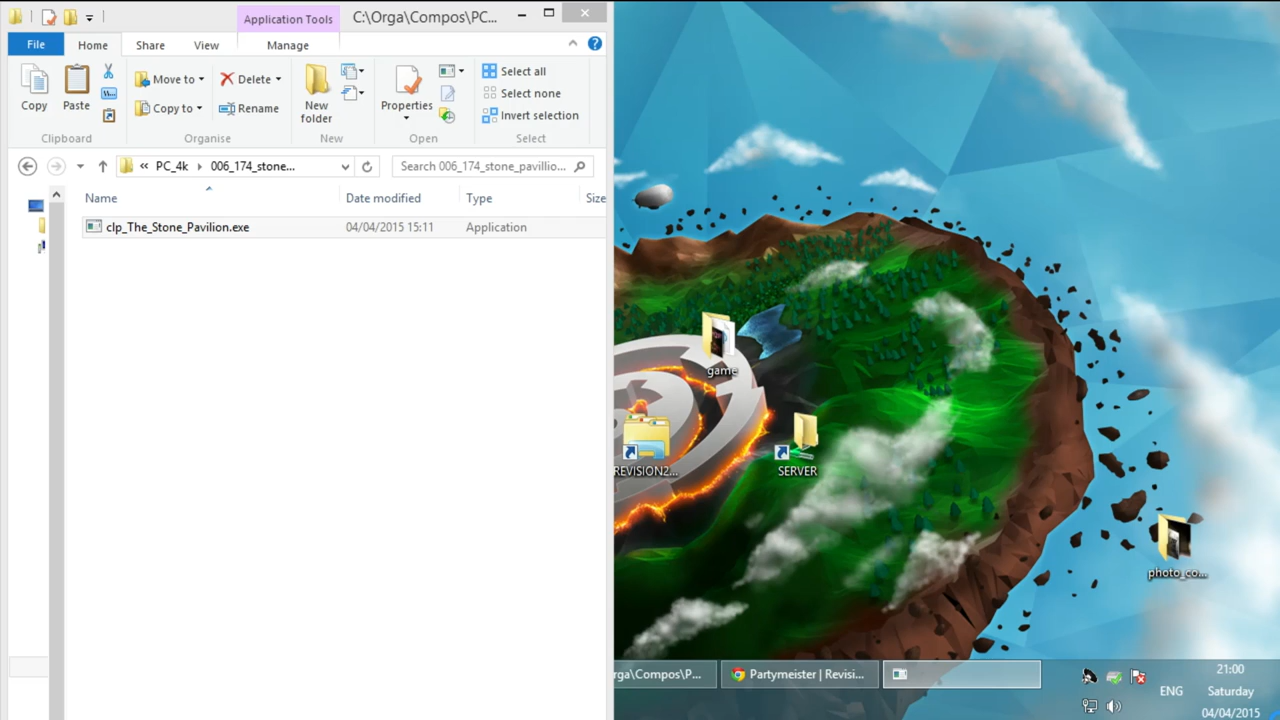 Application Tools
C:\Orga\Compos\PC...
File
Home
Share
View
Manage
Copy
Paste
Move to
Copy to
Delete
Rename
New
folder
Properties
Select all
Select none
Invert selection
Clipboard
Organise
New
Open
Select
« PC_4k
006_174_stone...
Search 006_174_stone_pavillio...
Name
Date modified
Type
Size
clp_The_Stone_Pavilion.exe
04/04/2015 15:11
Application
game
REVISION2...
SERVER
photo_co...
rga\Compos\P...
Partymeister | Revisi...
ENG
21:00
Saturday
04/04/2015